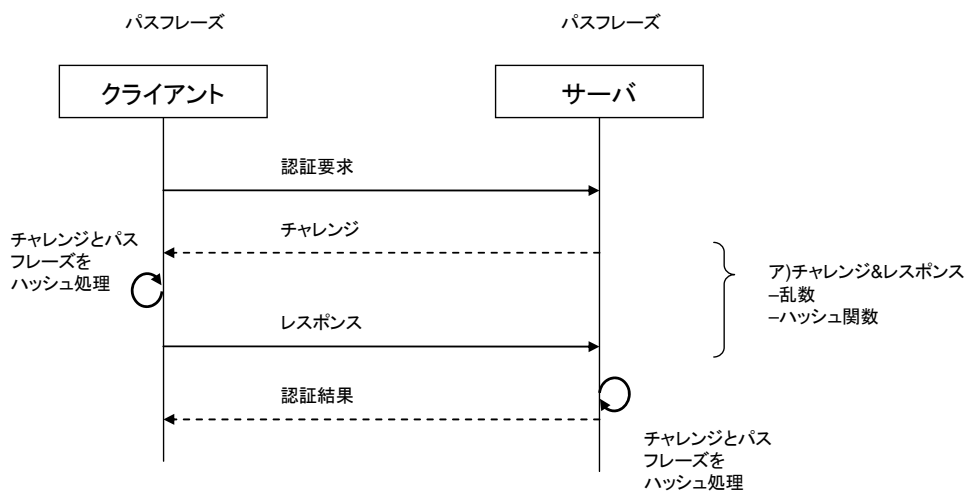 パスフレーズ
パスフレーズ
クライアント
サーバ
認証要求
チャレンジ
チャレンジとパス
フレーズを
ハッシュ処理
ア)チャレンジ&レスポンス
–乱数
–ハッシュ関数
レスポンス
認証結果
チャレンジとパス
フレーズを
ハッシュ処理